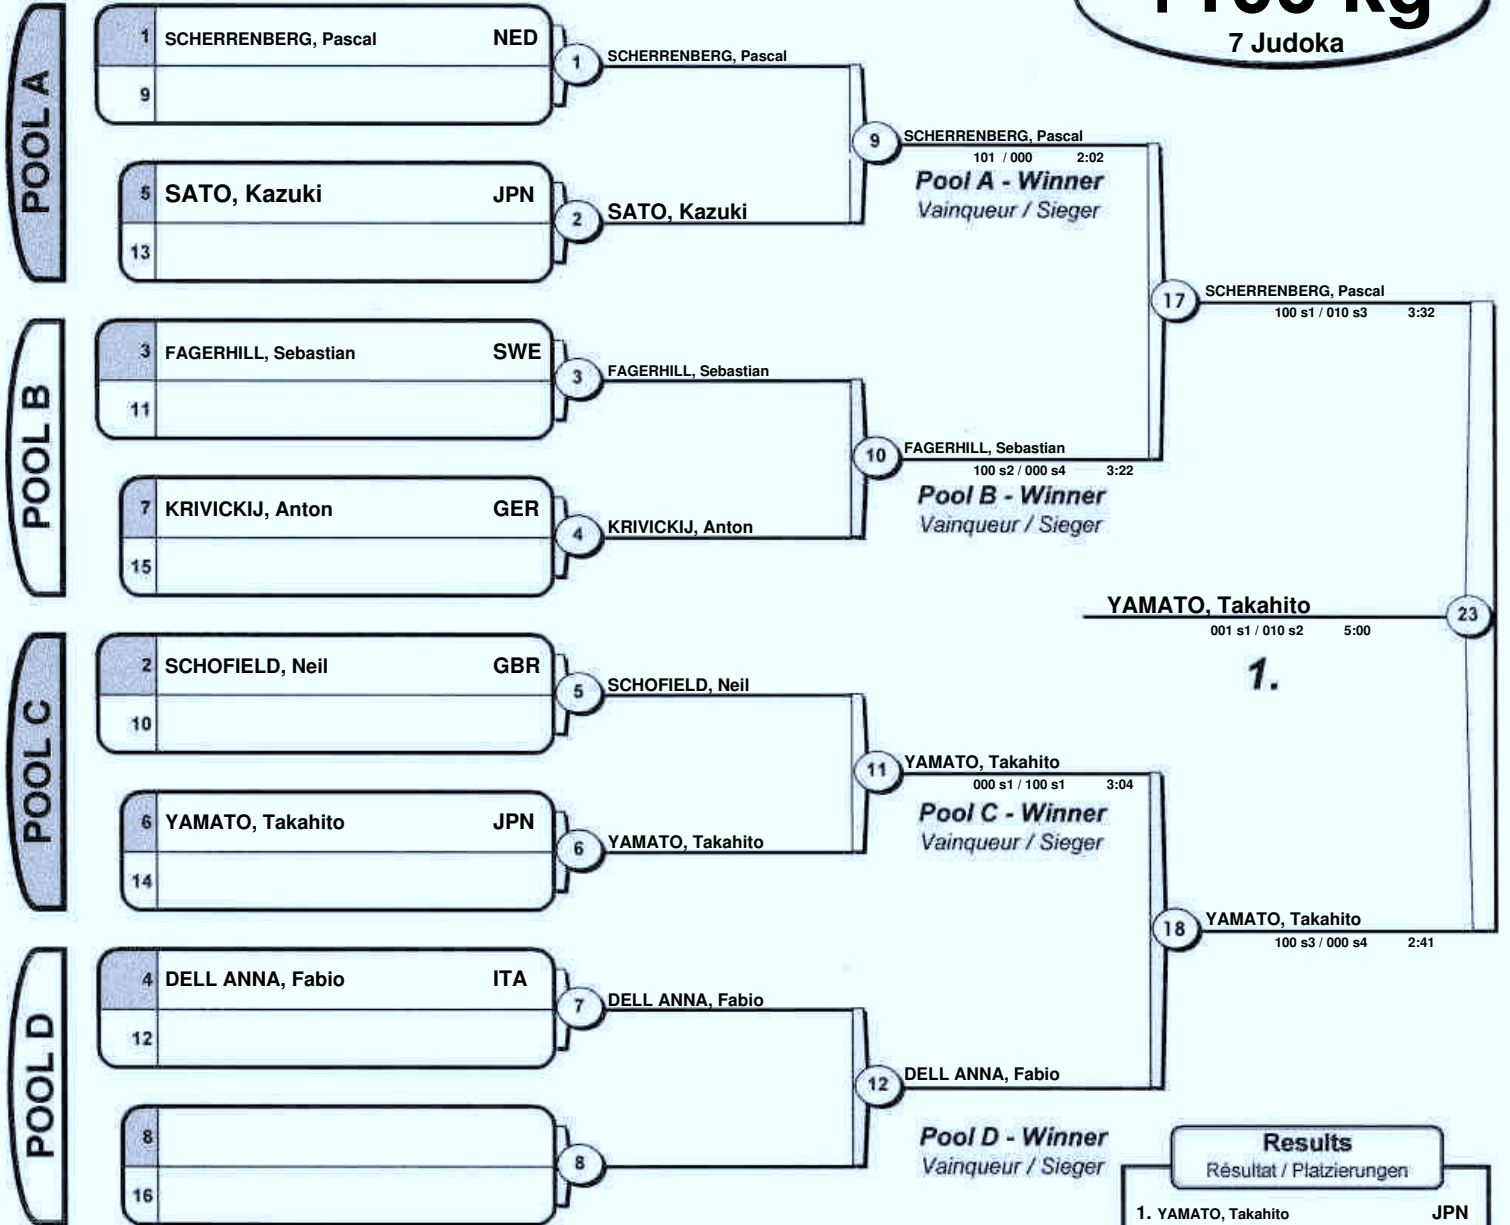 7 Judoka
POOL A
1 SCHERRENBERG, Pascal NED
9
1 SCHERRENBERG, Pascal
5 SATO, Kazuki JPN
13
2 SATO, Kazuki
9 SCHERRENBERG, Pascal
101 / 000 2:02
Pool A - Winner
Vainqueur / Sieger
POOL B
3 FAGERHILL, Sebastian SWE
11
3 FAGERHILL, Sebastian
7 KRIVICKIJ, Anton GER
15
4 KRIVICKIJ, Anton
10 FAGERHILL, Sebastian
100 s2 / 000 s4 3:22
Pool B - Winner
Vainqueur / Sieger
17 SCHERRENBERG, Pascal
100 s1 / 010 s3 3:32
POOL C
2 SCHOFIELD, Neil GBR
10
5 SCHOFIELD, Neil
6 YAMATO, Takahito JPN
14
6 YAMATO, Takahito
11 YAMATO, Takahito
000 s1 / 100 s1 3:04
Pool C - Winner
Vainqueur / Sieger
POOL D
4 DELL ANNA, Fabio ITA
12
7 DELL ANNA, Fabio
8
16
8
12 DELL ANNA, Fabio
Pool D - Winner
Vainqueur / Sieger
18 YAMATO, Takahito
100 s3 / 000 s4 2:41
YAMATO, Takahito 23
001 s1 / 010 s2 5:00
1.
Results
Résultat / Platzierungen
1. YAMATO, Takahito JPN